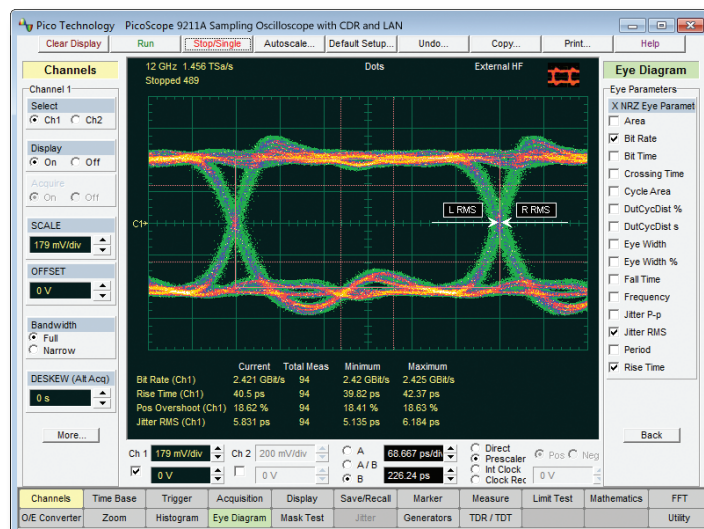 Pico Technology PicoScope 9211A Sampling Oscilloscope with CDR and LAN
Clear Display Run Stop/Single Autoscale... Default Setup... Undo... Copy... Print... Help
Channels
Channel 1
Select
Ch1 Ch2
Display
On Off
Acquire
On Off
SCALE
179 mV/div
OFFSET
0 V
Bandwidth
Full
Narrow
DESKEW (Alt Acq)
0 s
More...
12 GHz 1.456 TSa/s Dots External HF
Stopped 489
C1
L RMS R RMS
Current Total Meas Minimum Maximum
Bit Rate (Ch1) 2.421 GBit/s 94 2.42 GBit/s 2.425 GBit/s
Rise Time (Ch1) 40.5 ps 94 39.82 ps 42.37 ps
Pos Overshoot (Ch1) 18.62 % 94 18.41 % 18.63 %
Jitter RMS (Ch1) 5.831 ps 94 5.135 ps 6.184 ps
Ch 1 179 mV/div Ch 2 200 mV/div
0 V 0 V
A
A / B
B
68.667 ps/div
226.24 ps
Direct
Prescaler
Int Clock
Clock Rec
Pos Neg
0 V
Eye Diagram
Eye Parameters
X NRZ Eye Paramet
Area
Bit Rate
Bit Time
Crossing Time
Cycle Area
DutCycDist %
DutCycDist s
Eye Width
Eye Width %
Fall Time
Frequency
Jitter P-p
Jitter RMS
Period
Rise Time
Back
Channels Time Base Trigger Acquisition Display Save/Recall Marker Measure Limit Test Mathematics FFT
O/E Converter Zoom Histogram Eye Diagram Mask Test Jitter Generators TDR / TDT Utility